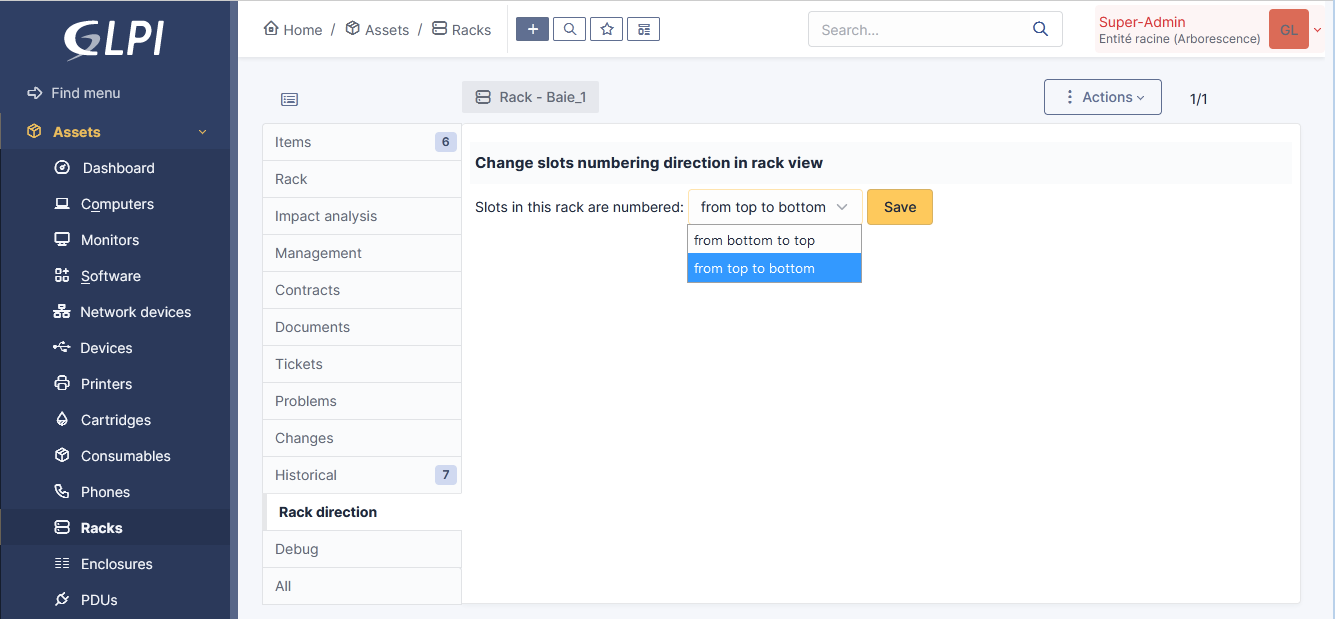 GLPI
Find menu
Assets
Dashboard
Computers
Monitors
Software
Network devices
Devices
Printers
Cartridges
Consumables
Phones
Racks
Enclosures
PDUs
Home / Assets / Racks
Search...
Super-Admin
Entité racine (Arborescence)
GL
Rack - Baie_1
Actions
1/1
Items 6
Rack
Impact analysis
Management
Contracts
Documents
Tickets
Problems
Changes
Historical 7
Rack direction
Debug
All
Change slots numbering direction in rack view
Slots in this rack are numbered: from top to bottom Save
from bottom to top
from top to bottom